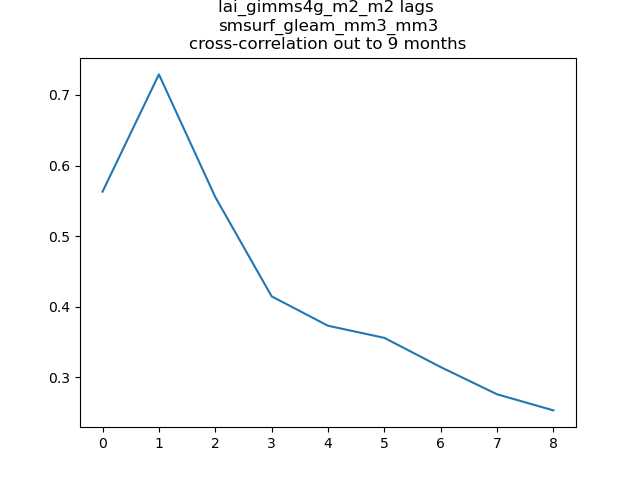 lai_gimms4g_m2_m2 lags
smsurf_gleam_mm3_mm3
cross-correlation out to 9 months
0.7
0.6
0.5
0.4
0.3
0 1 2 3 4 5 6 7 8